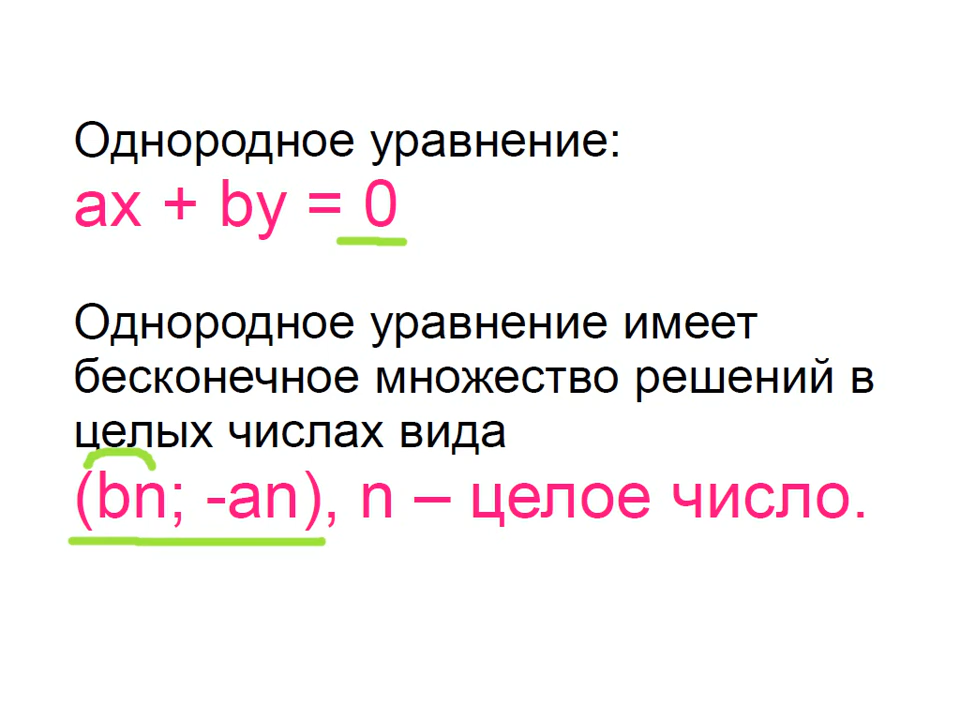 Однородное уравнение:
ax + by = 0
Однородное уравнение имеет
бесконечное множество решений в
целых числах вида
(bn; -an), n – целое число.